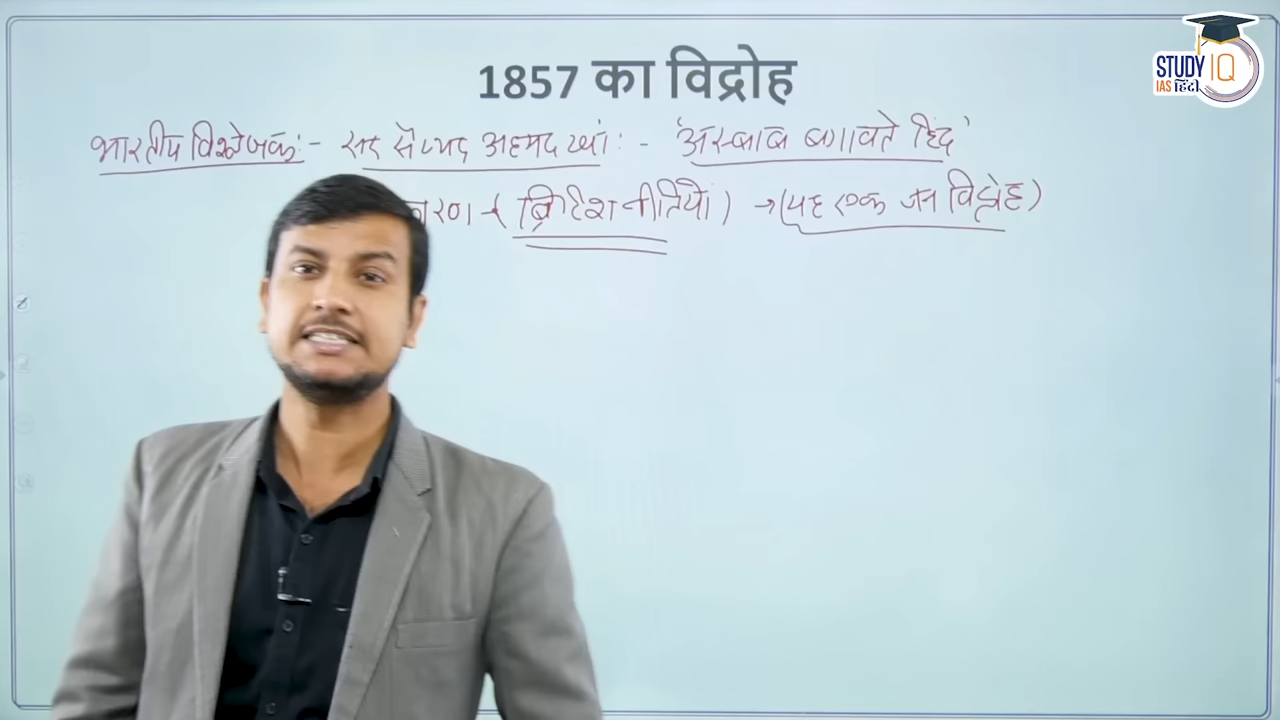 STUDY IQ
IAS हिंदी
1857 का विद्रोह
भारतीय विश्लेषक:- सर सैय्यद अहमद खां:- 'अस्बाब बगावते हिंद'
(ब्रिटिश नीतियों) → (यह एक जन विद्रोह)